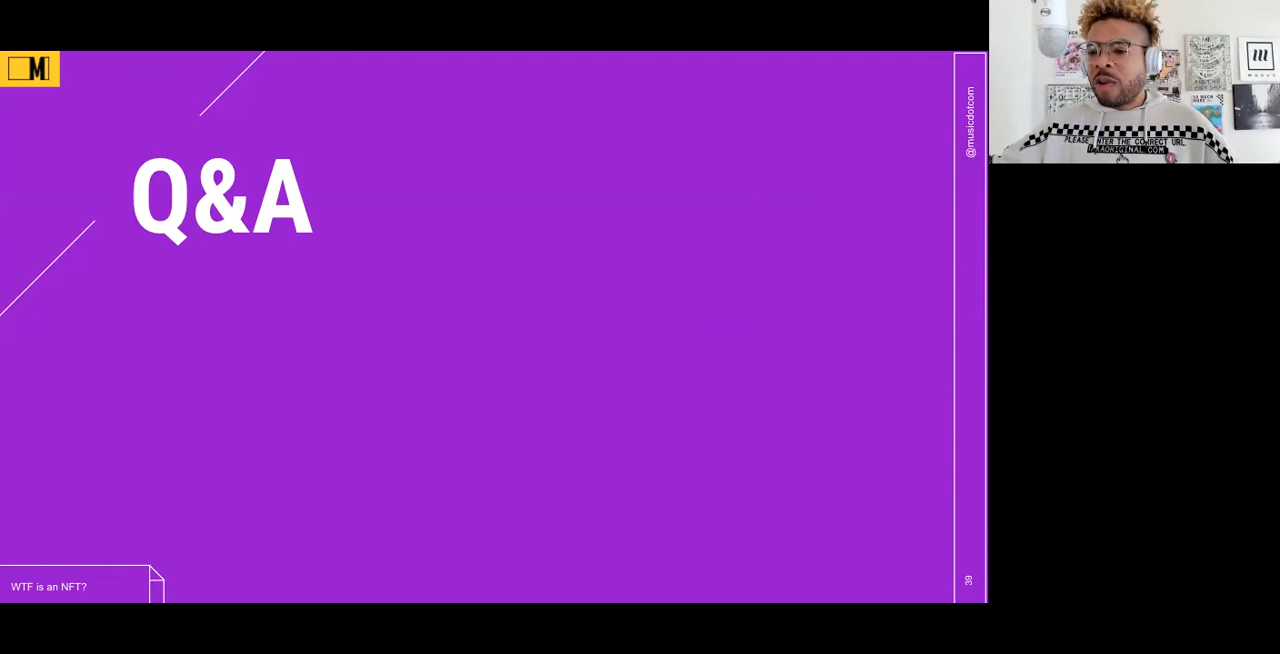 M
Q&A
@musicdotcom
39
WTF is an NFT?
PLEASE ENTER THE CORRECT URL